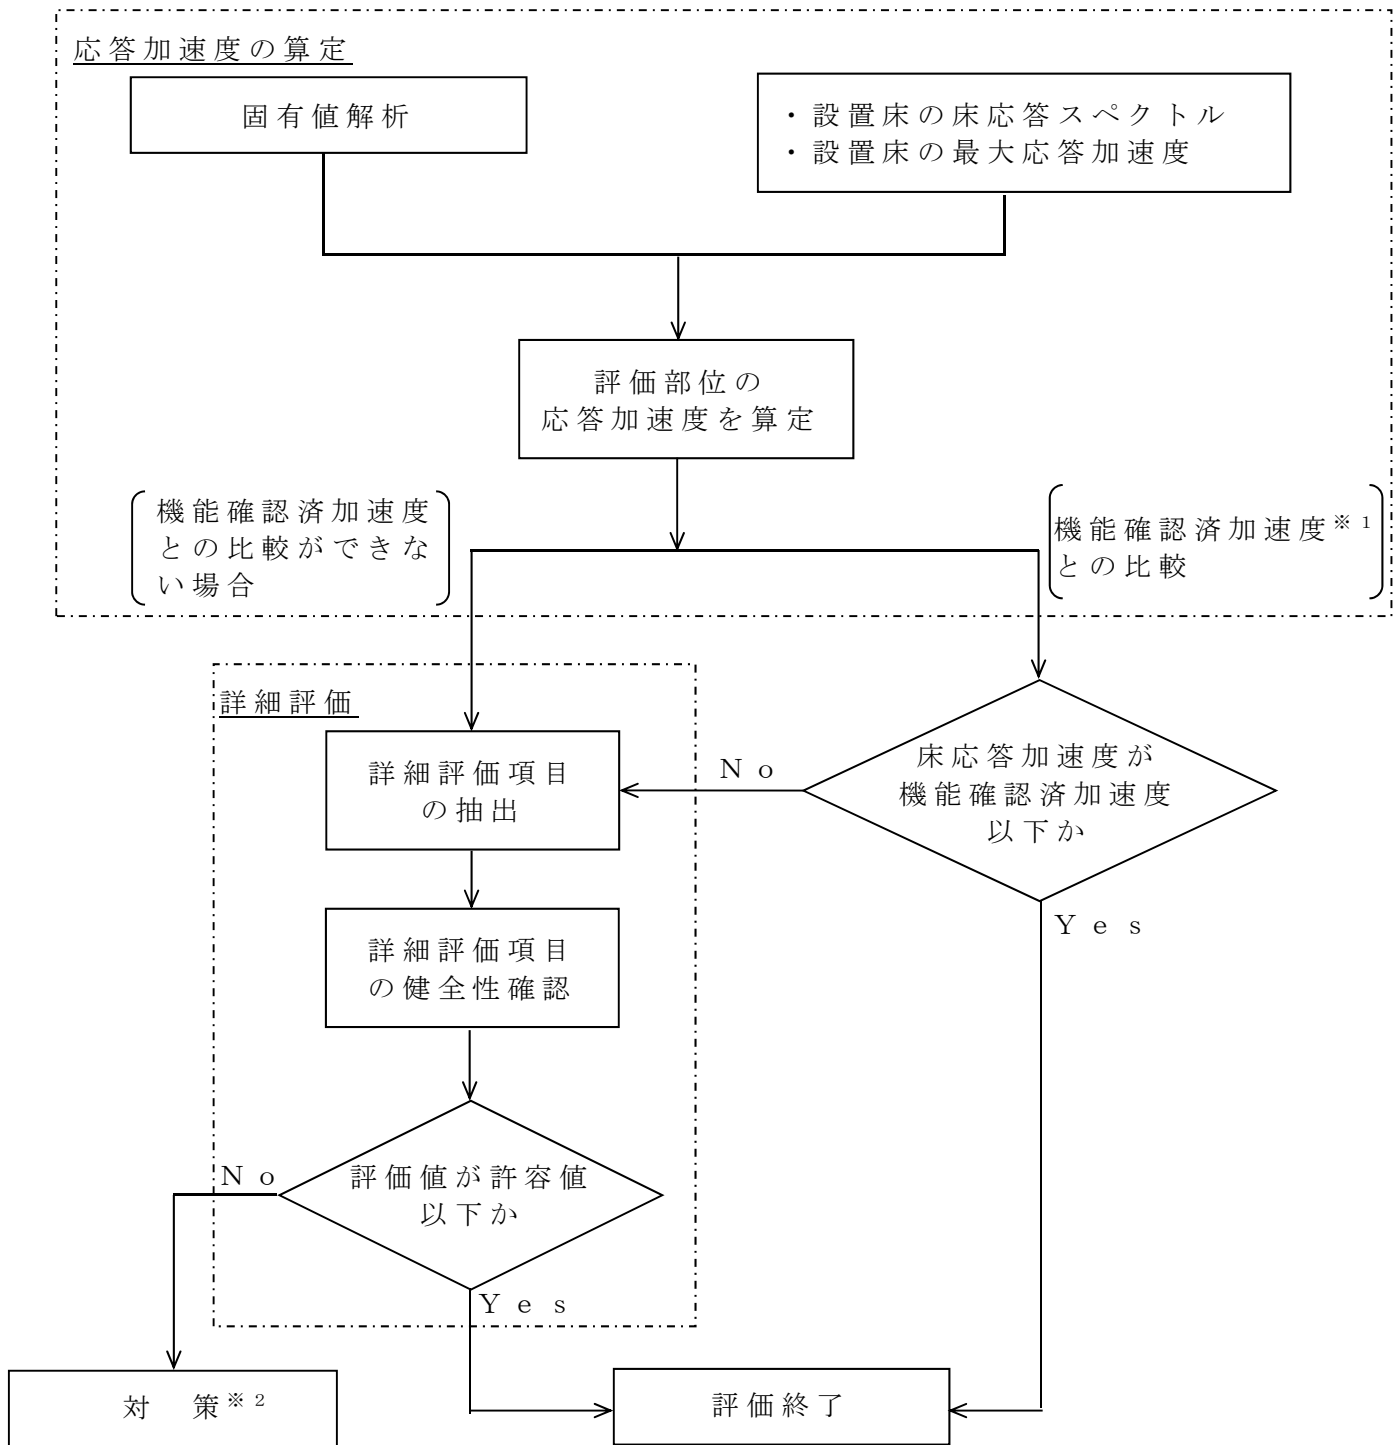 応答加速度の算定
固有値解析
・設置床の床応答スペクトル
・設置床の最大応答加速度
評価部位の
応答加速度を算定
機能確認済加速度
との比較ができな
い場合
機能確認済加速度※1
との比較
詳細評価
詳細評価項目
の抽出
No
床応答加速度が
機能確認済加速度
以下か
Yes
詳細評価項目
の健全性確認
No
評価値が許容値
以下か
Yes
対 策※2
評価終了